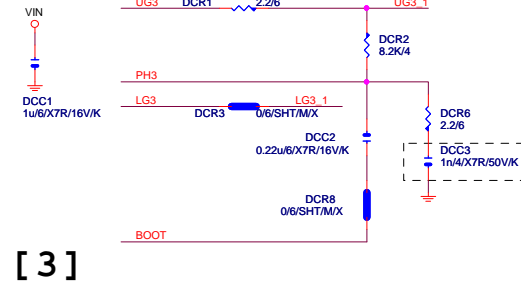 UG3 DCR1 2.2/6 UG3_1
VIN
DCR2
8.2K/4
PH3
DCC1
1u/6/X7R/16V/K
LG3 LG3_1
DCR3 0/6/SHT/M/X
DCR6
2.2/6
DCC2
0.22u/6/X7R/16V/K
DCC3
1n/4/X7R/50V/K
DCR8
0/6/SHT/M/X
BOOT
[3]